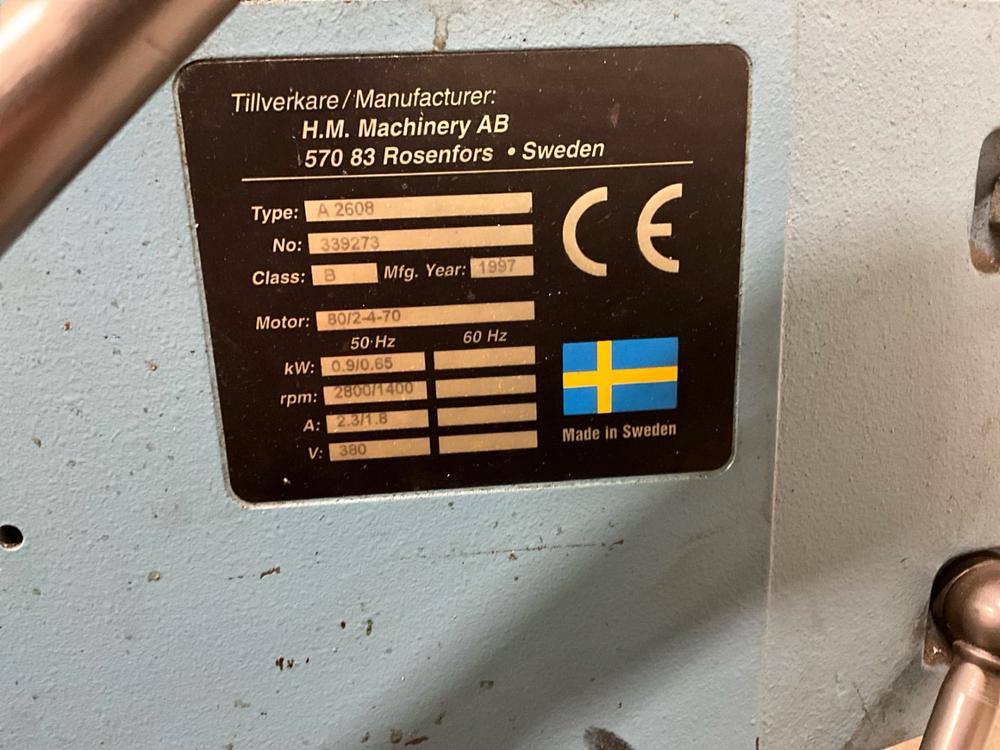 Tillverkare/Manufacturer:
H.M. Machinery AB
570 83 Rosenfors • Sweden
Type: A 2608
No: 339273
Class: B Mfg. Year: 1997
Motor: 80/2-4-70
50 Hz 60 Hz
kW: 0.9/0.65
rpm: 2800/1400
A: 2.3/1.8
V: 380
CE
Made in Sweden